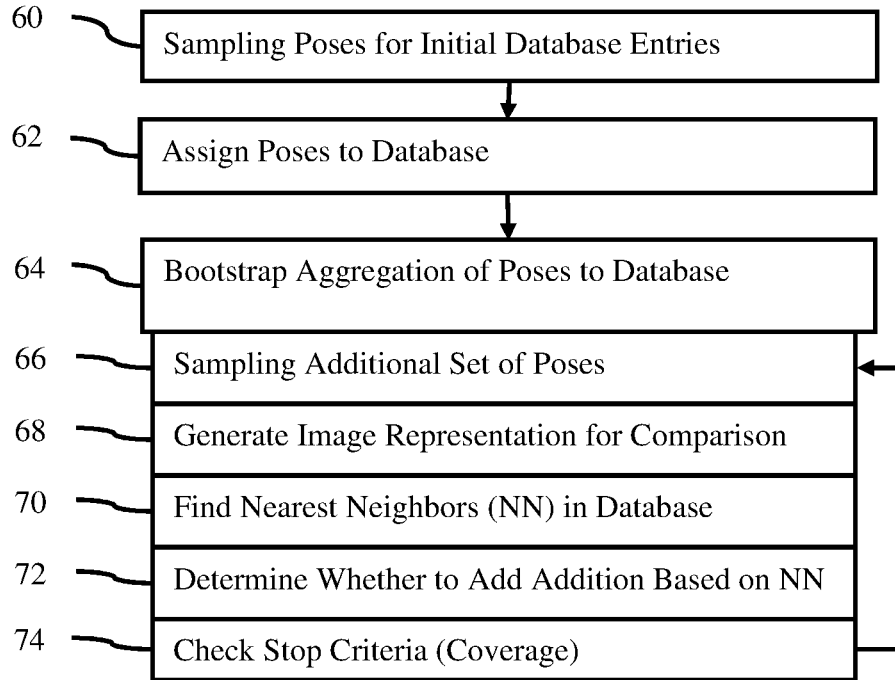 60 Sampling Poses for Initial Database Entries
62 Assign Poses to Database
64 Bootstrap Aggregation of Poses to Database
66 Sampling Additional Set of Poses
68 Generate Image Representation for Comparison
70 Find Nearest Neighbors (NN) in Database
72 Determine Whether to Add Addition Based on NN
74 Check Stop Criteria (Coverage)